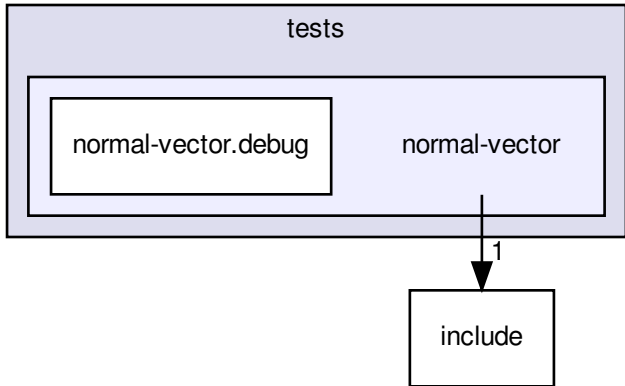 tests
normal-vector.debug
normal-vector
1
include